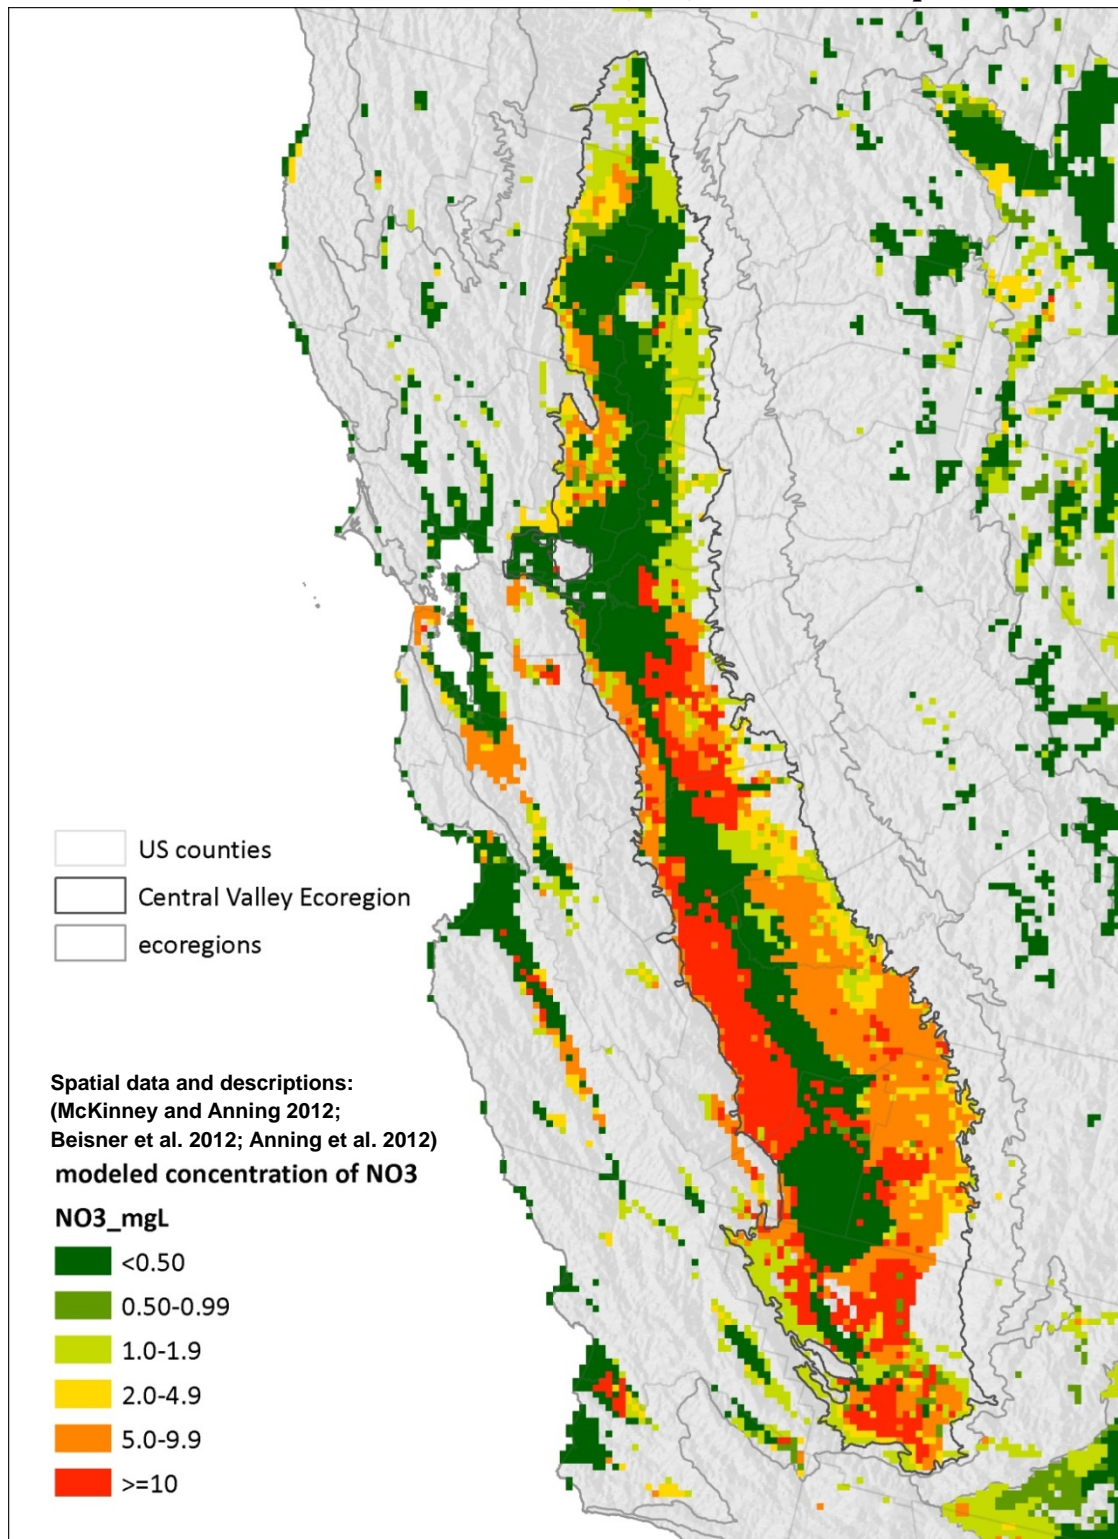 US counties
Central Valley Ecoregion
ecoregions
Spatial data and descriptions:
(McKinney and Anning 2012;
Beisner et al. 2012; Anning et al. 2012)
modeled concentration of NO3
NO3_mgL
<0.50
0.50-0.99
1.0-1.9
2.0-4.9
5.0-9.9
>=10